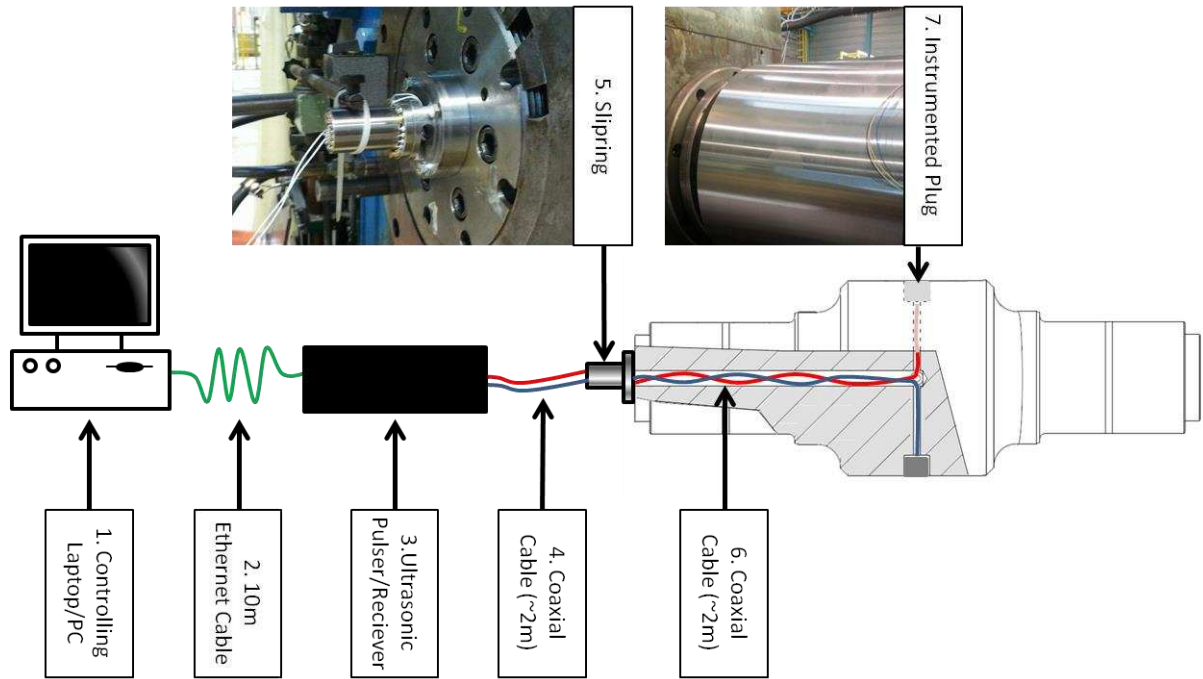 1. Controlling
Laptop/PC
2. 10m
Ethernet Cable
3.Ultrasonic
Pulser/Reciever
4. Coaxial
Cable (~2m)
5. Slipring
6. Coaxial
Cable (~2m)
7. Instrumented Plug